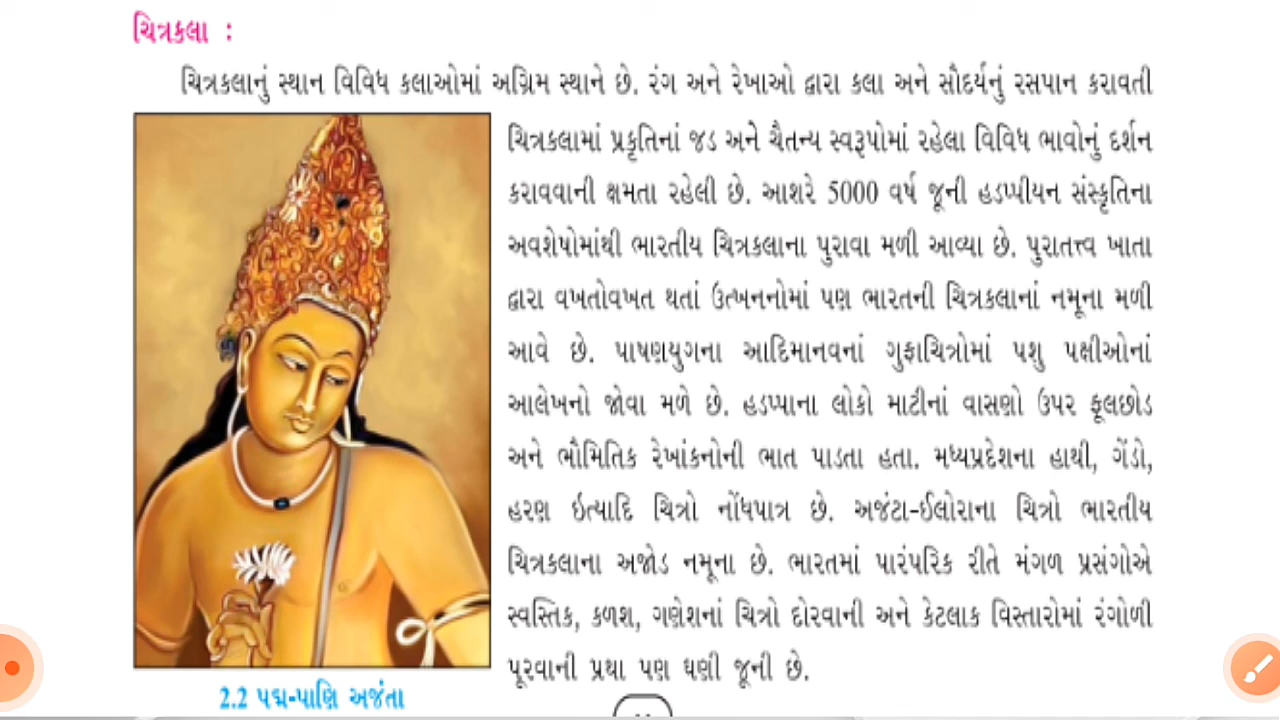 ચિત્રકલા :
ચિત્રકલાનું સ્થાન વિવિધ કલાઓમાં અગ્રિમ સ્થાને છે. રંગ અને રેખાઓ દ્વારા કલા અને સૌદર્યનું રસપાન કરાવતી
ચિત્રકલામાં પ્રકૃતિનાં જડ અને ચૈતન્ય સ્વરૂપોમાં રહેલા વિવિધ ભાવોનું દર્શન
કરાવવાની ક્ષમતા રહેલી છે. આશરે 5000 વર્ષ જૂની હડપ્પીયન સંસ્કૃતિના
અવશેષોમાંથી ભારતીય ચિત્રકલાના પુરાવા મળી આવ્યા છે. પુરાતત્ત્વ ખાતા
દ્વારા વખતોવખત થતાં ઉત્ખનનોમાં પણ ભારતની ચિત્રકલાનાં નમૂના મળી
આવે છે. પાષણયુગના આદિમાનવનાં ગુફાચિત્રોમાં પશુ પક્ષીઓનાં
આલેખનો જોવા મળે છે. હડપ્પાના લોકો માટીનાં વાસણો ઉપર ફૂલછોડ
અને ભૌમિતિક રેખાંકનોની ભાત પાડતા હતા. મધ્યપ્રદેશના હાથી, ગેંડો,
હરણ ઇત્યાદિ ચિત્રો નોંધપાત્ર છે. અજંટા-ઈલોરાના ચિત્રો ભારતીય
ચિત્રકલાના અજોડ નમૂના છે. ભારતમાં પારંપરિક રીતે મંગળ પ્રસંગોએ
સ્વસ્તિક, કળશ, ગણેશનાં ચિત્રો દોરવાની અને કેટલાક વિસ્તારોમાં રંગોળી
પૂરવાની પ્રથા પણ ઘણી જૂની છે.
2.2 પદ્મ-પાણિ અજંતા